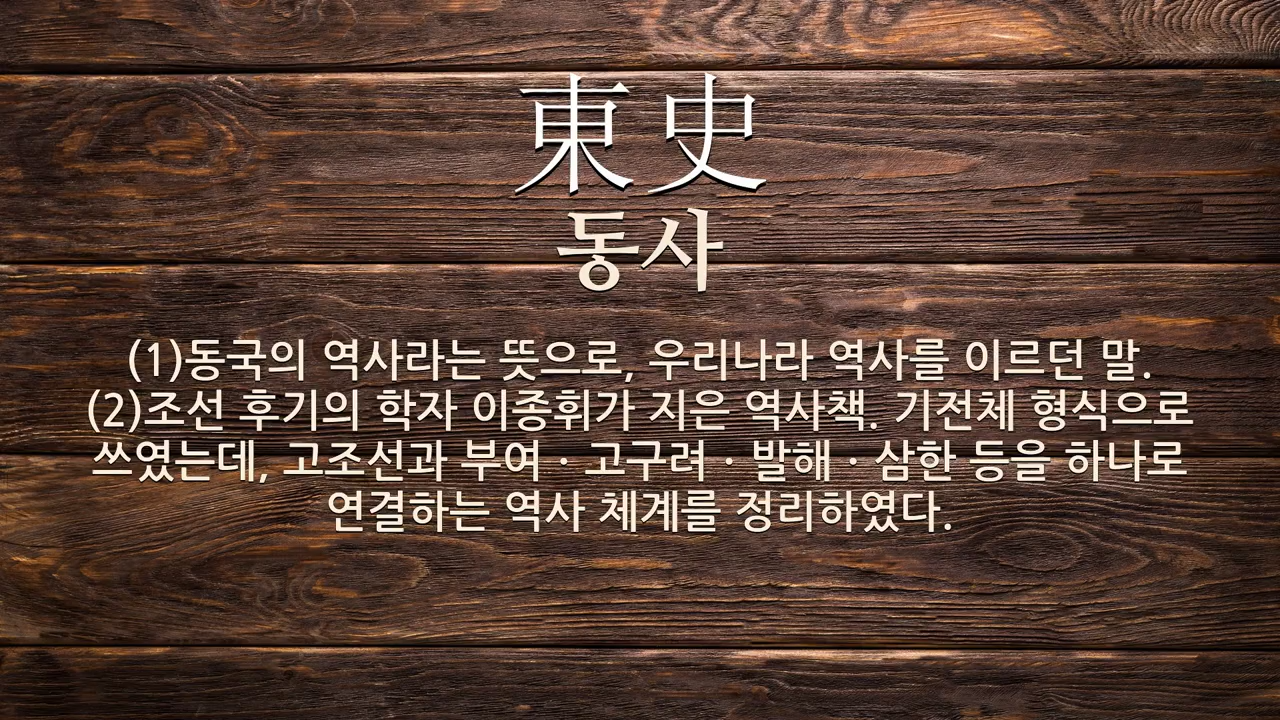 東史
동사
(1)동국의 역사라는 뜻으로, 우리나라 역사를 이르던 말.
(2)조선 후기의 학자 이종휘가 지은 역사책. 기전체 형식으로
쓰였는데, 고조선과 부여 · 고구려 · 발해 · 삼한 등을 하나로
연결하는 역사 체계를 정리하였다.